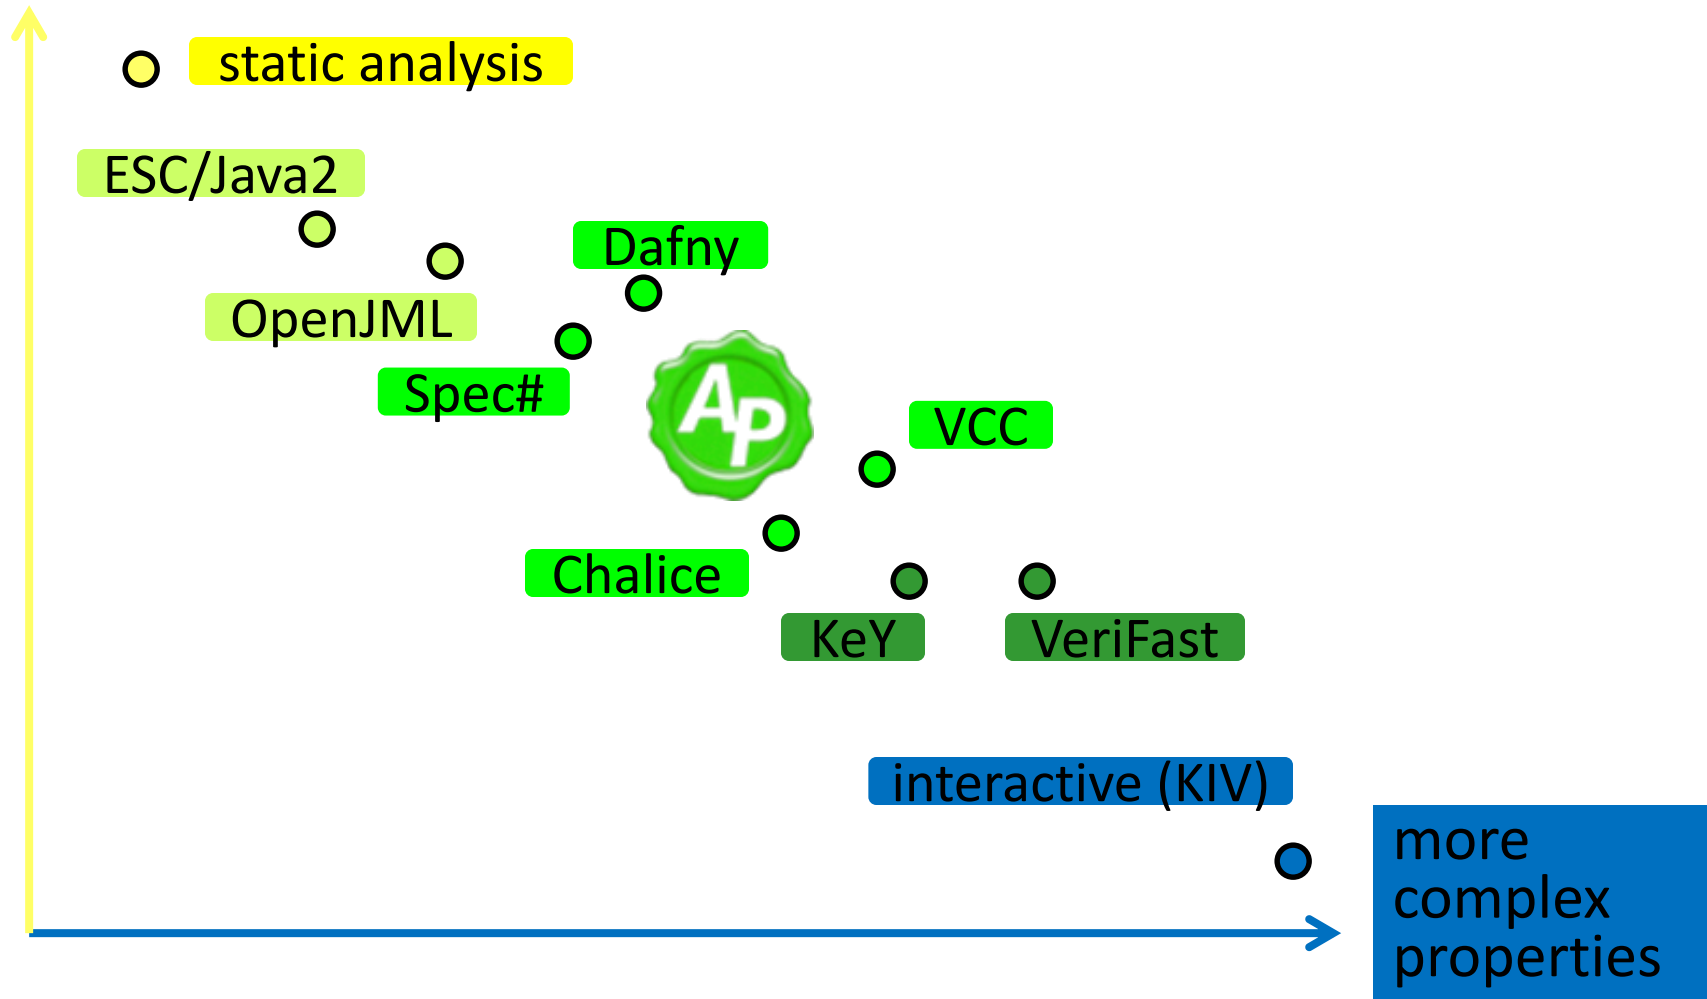 static analysis
ESC/Java2
Dafny
OpenJML
Spec#
AP
VCC
Chalice
KeY
VeriFast
interactive (KIV)
more
complex
properties